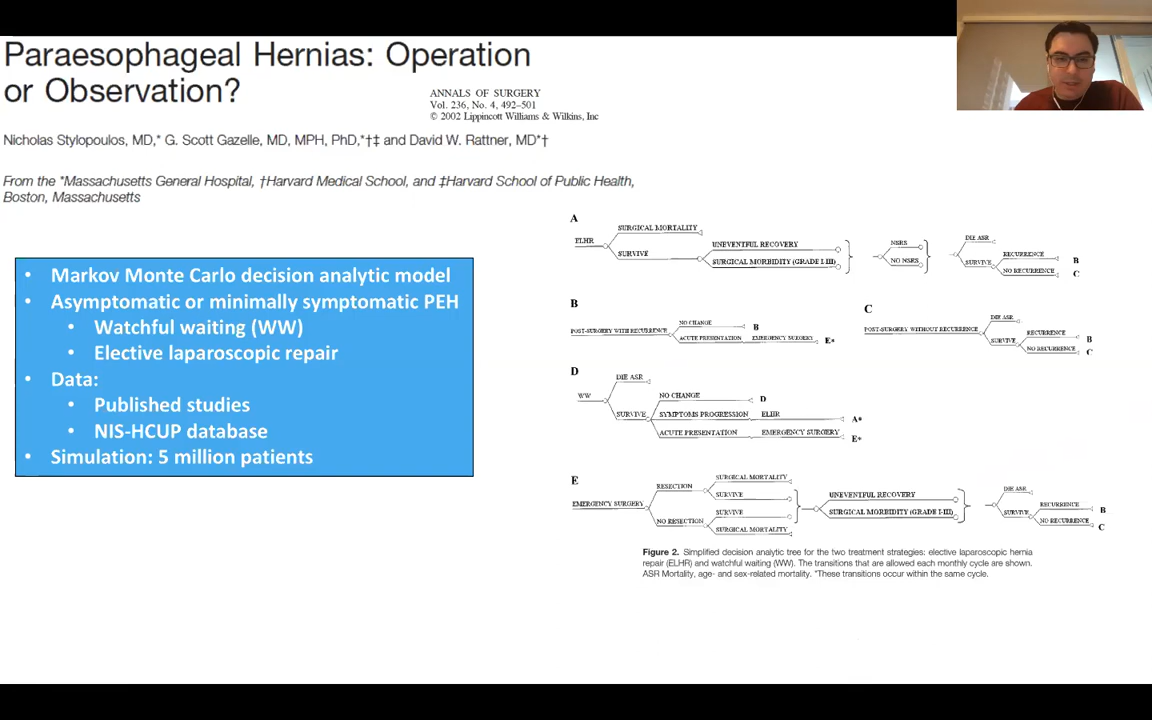 Paraesophageal Hernias: Operation
or Observation?
ANNALS OF SURGERY
Vol. 236, No. 4, 492–501
© 2002 Lippincott Williams & Wilkins, Inc
Nicholas Stylopoulos, MD,* G. Scott Gazelle, MD, MPH, PhD,*†‡ and David W. Rattner, MD*†
From the *Massachusetts General Hospital, †Harvard Medical School, and ‡Harvard School of Public Health,
Boston, Massachusetts
• Markov Monte Carlo decision analytic model
• Asymptomatic or minimally symptomatic PEH
• Watchful waiting (WW)
• Elective laparoscopic repair
• Data:
• Published studies
• NIS-HCUP database
• Simulation: 5 million patients
A
ELHR
SURGICAL MORTALITY
SURVIVE
UNEVENTFUL RECOVERY
SURGICAL MORBIDITY (GRADE I-III)
NSRS
NO NSRS
DIE ASR
SURVIVE
RECURRENCE
B
NO RECURRENCE
C
B
POST-SURGERY WITH RECURRENCE
NO CHANGE
B
ACUTE PRESENTATION
EMERGENCY SURGERY
E*
C
POST-SURGERY WITHOUT RECURRENCE
DIE ASR
SURVIVE
RECURRENCE
B
NO RECURRENCE
C
D
WW
DIE ASR
SURVIVE
NO CHANGE
D
SYMPTOMS PROGRESSION
ELHR
A*
ACUTE PRESENTATION
EMERGENCY SURGERY
E*
E
EMERGENCY SURGERY
RESECTION
SURGICAL MORTALITY
SURVIVE
NO RESECTION
SURVIVE
SURGICAL MORTALITY
UNEVENTFUL RECOVERY
SURGICAL MORBIDITY (GRADE I-III)
DIE ASR
SURVIVE
RECURRENCE
B
NO RECURRENCE
C
Figure 2. Simplified decision analytic tree for the two treatment strategies: elective laparoscopic hernia
repair (ELHR) and watchful waiting (WW). The transitions that are allowed each monthly cycle are shown.
ASR Mortality, age- and sex-related mortality. *These transitions occur within the same cycle.